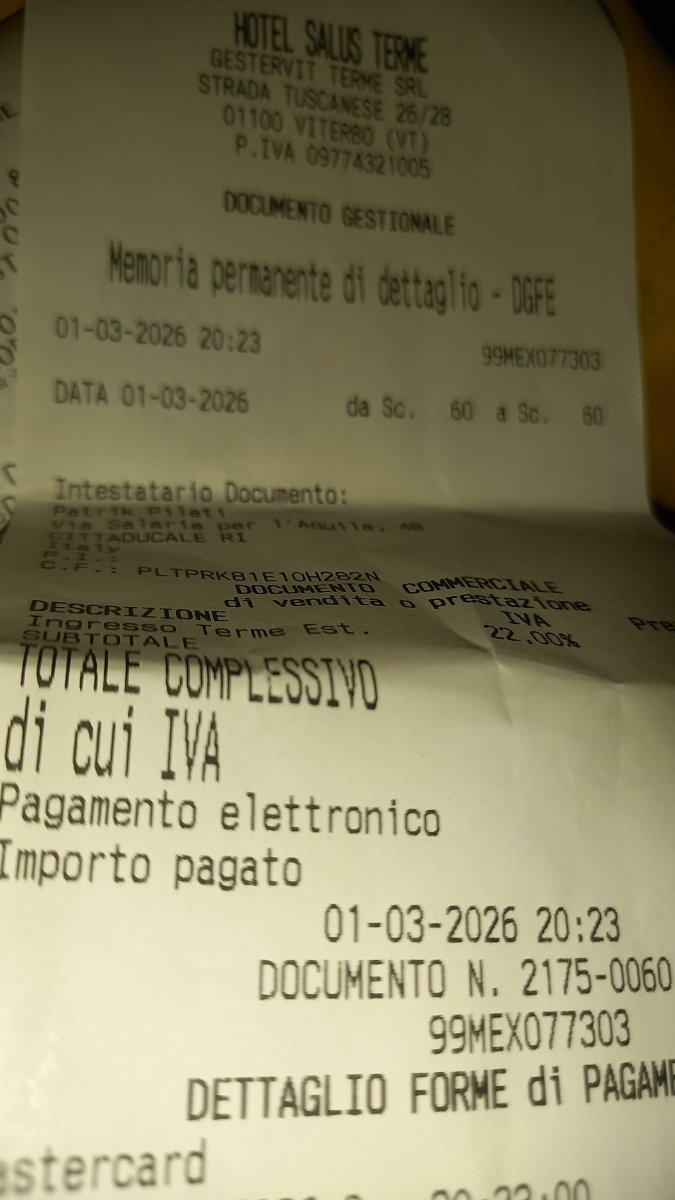 HOTEL SALUS TERME
GESTERVIT TERME SRL
STRADA TUSCANESE 26/28
01100 VITERBO (VT)
P.IVA 09774321005
DOCUMENTO GESTIONALE
Memoria permanente di dettaglio - DGFE
01-03-2026 20:23 99MEX077303
DATA 01-03-2026 da Sc. 60 a Sc. 60
Intestatario Documento:
Patrik Pilati
Via Salaria per l'Aquila, 46
CITTADUCALE RI
Italy
P.I.:
C.F.: PLTPRK81E10H282N
DOCUMENTO COMMERCIALE
di vendita o prestazione
DESCRIZIONE IVA Pre
Ingresso Terme Est. 22,00%
SUBTOTALE
TOTALE COMPLESSIVO
di cui IVA
Pagamento elettronico
Importo pagato
01-03-2026 20:23
DOCUMENTO N. 2175-0060
99MEX077303
DETTAGLIO FORME di PAGAME
astercard